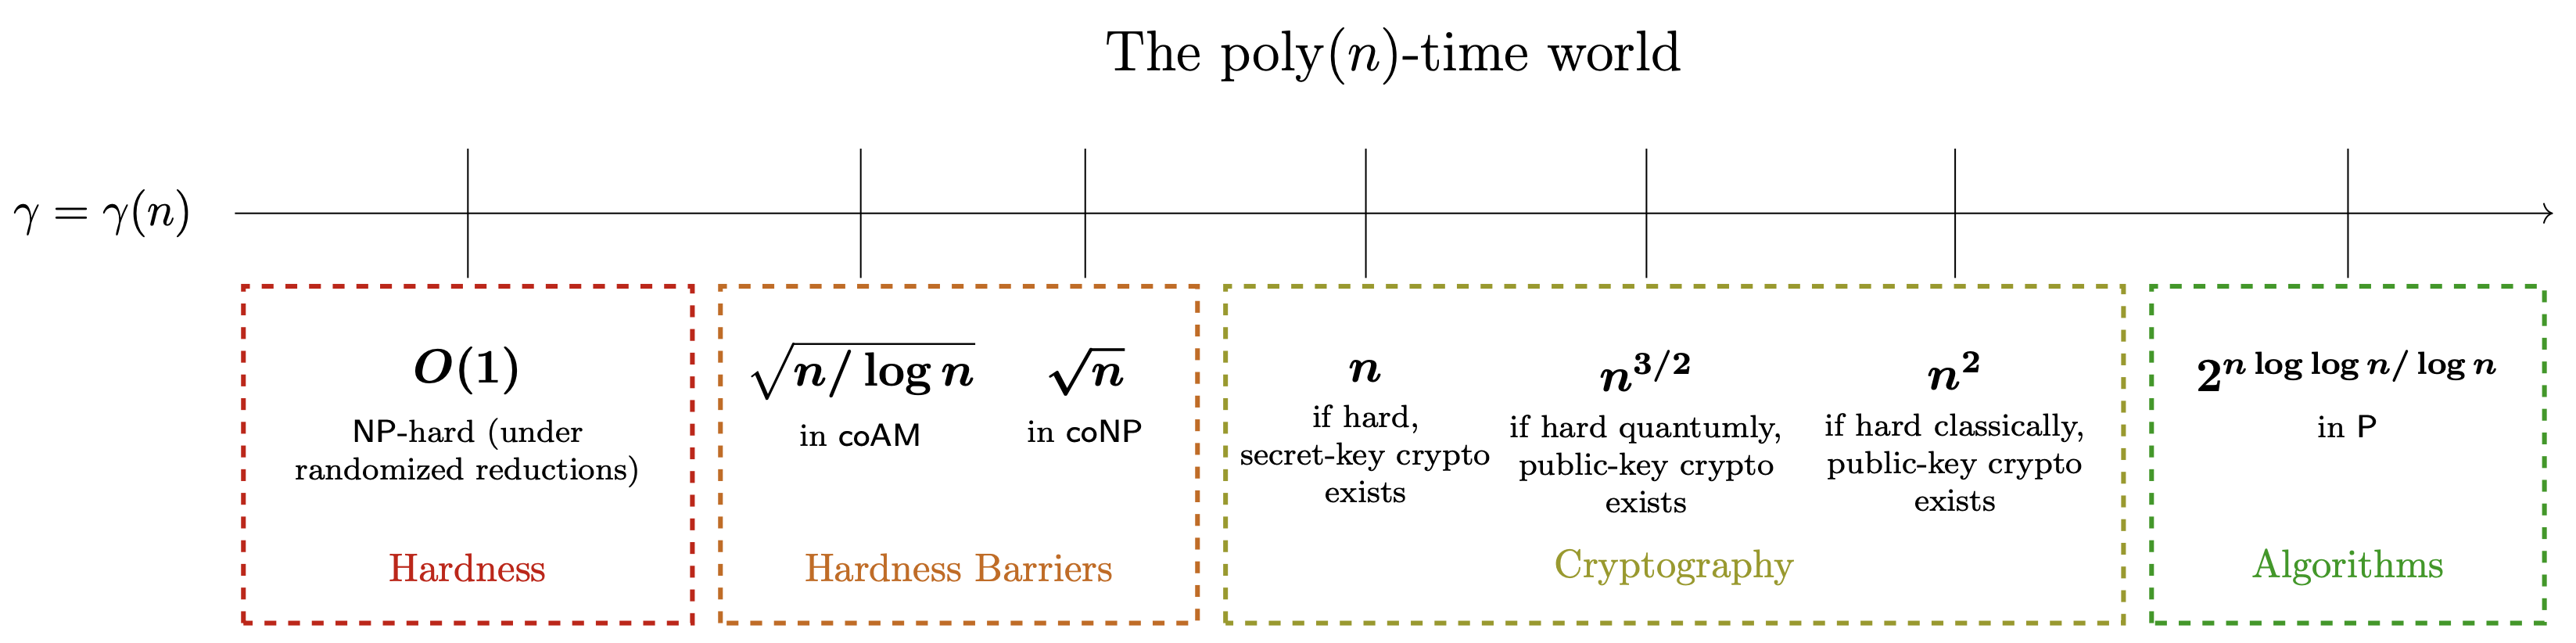 The poly(n)-time world
γ = γ(n)
O(1)
NP-hard (under
randomized reductions)
Hardness
√(n/ log n)
in coAM
√n
in coNP
Hardness Barriers
n
if hard,
secret-key crypto
exists
n^{3/2}
if hard quantumly,
public-key crypto
exists
n^2
if hard classically,
public-key crypto
exists
Cryptography
2^{n log log n/ log n}
in P
Algorithms